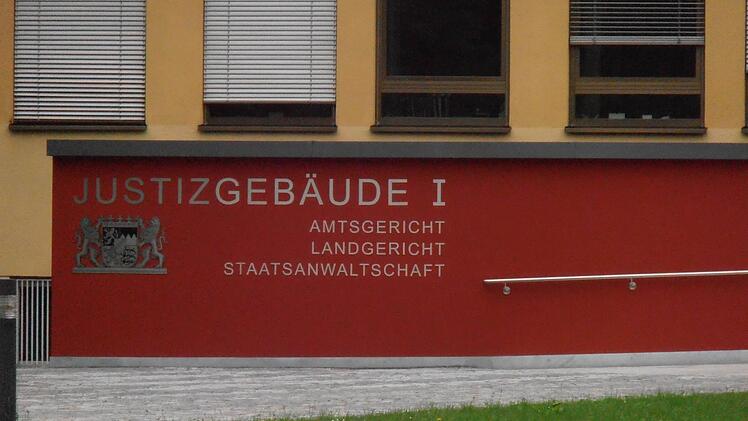 JUSTIZGEBÄUDE I
AMTSGERICHT
LANDGERICHT
STAATSANWALTSCHAFT